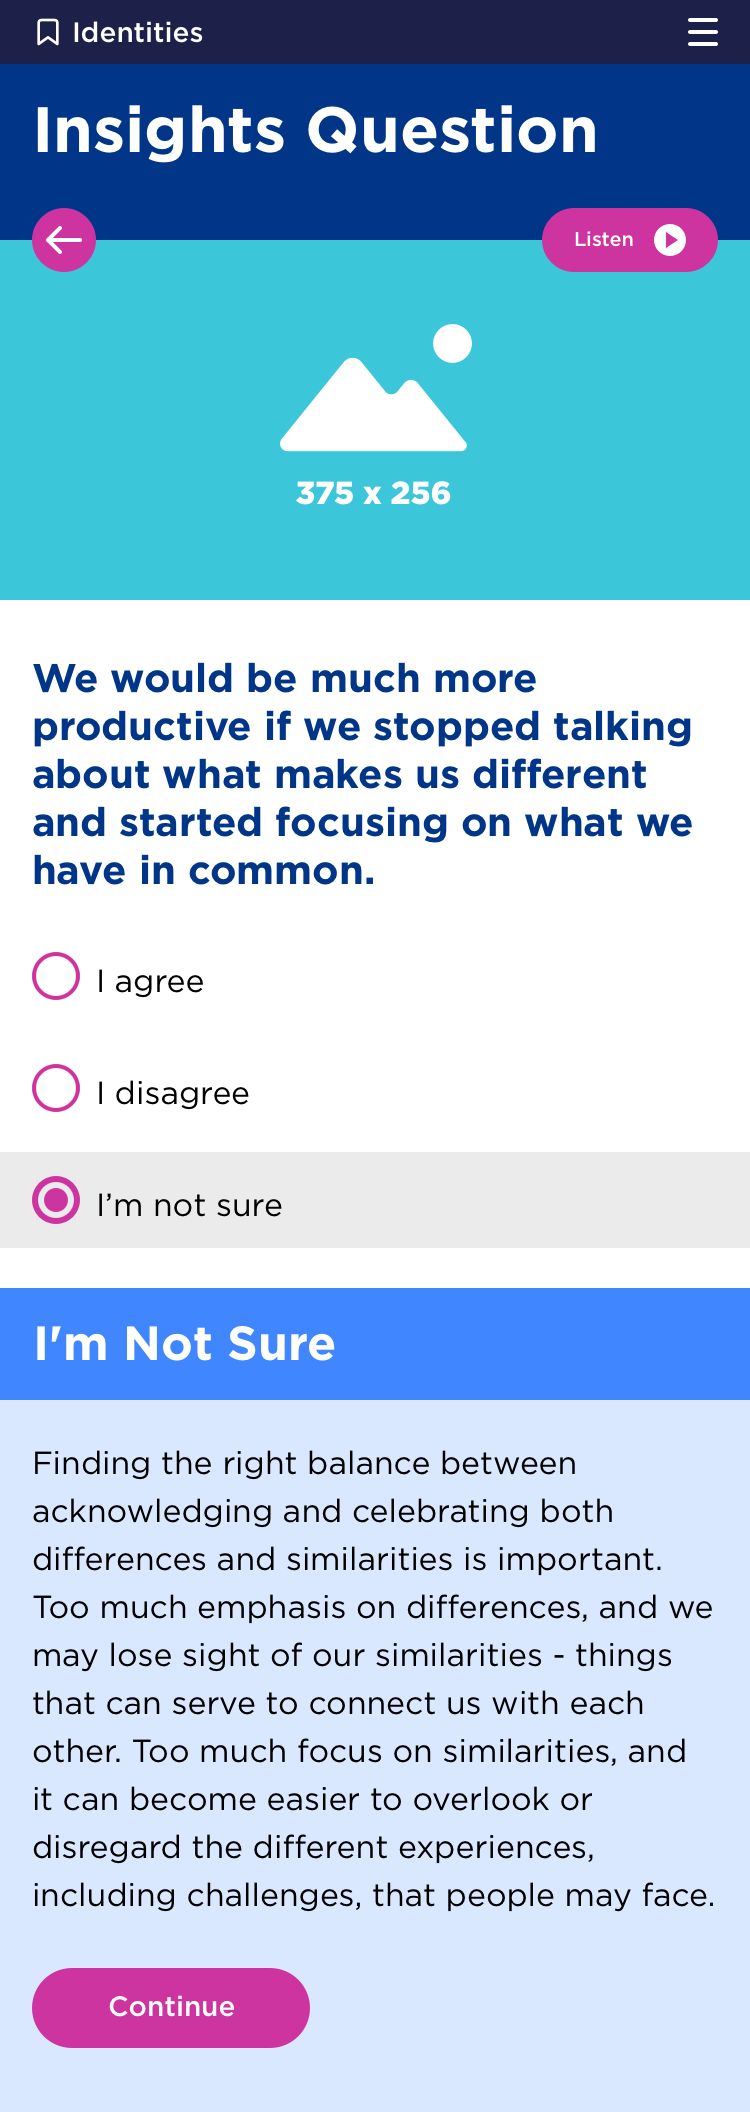 Identities
Insights Question
Listen
375 x 256
We would be much more
productive if we stopped talking
about what makes us different
and started focusing on what we
have in common.
I agree
I disagree
I’m not sure
I'm Not Sure
Finding the right balance between
acknowledging and celebrating both
differences and similarities is important.
Too much emphasis on differences, and we
may lose sight of our similarities - things
that can serve to connect us with each
other. Too much focus on similarities, and
it can become easier to overlook or
disregard the different experiences,
including challenges, that people may face.
Continue